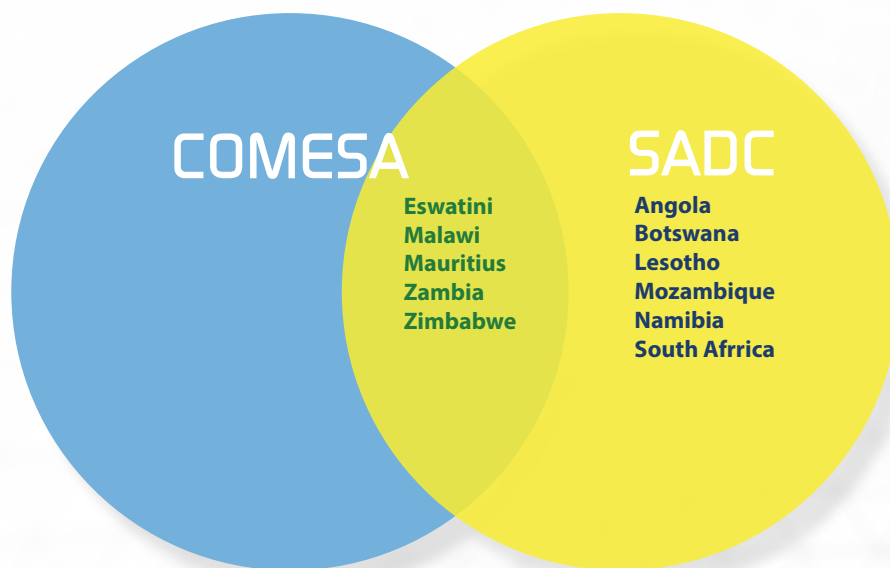 COMESA
Eswatini
Malawi
Mauritius
Zambia
Zimbabwe
SADC
Angola
Botswana
Lesotho
Mozambique
Namibia
South Afrrica